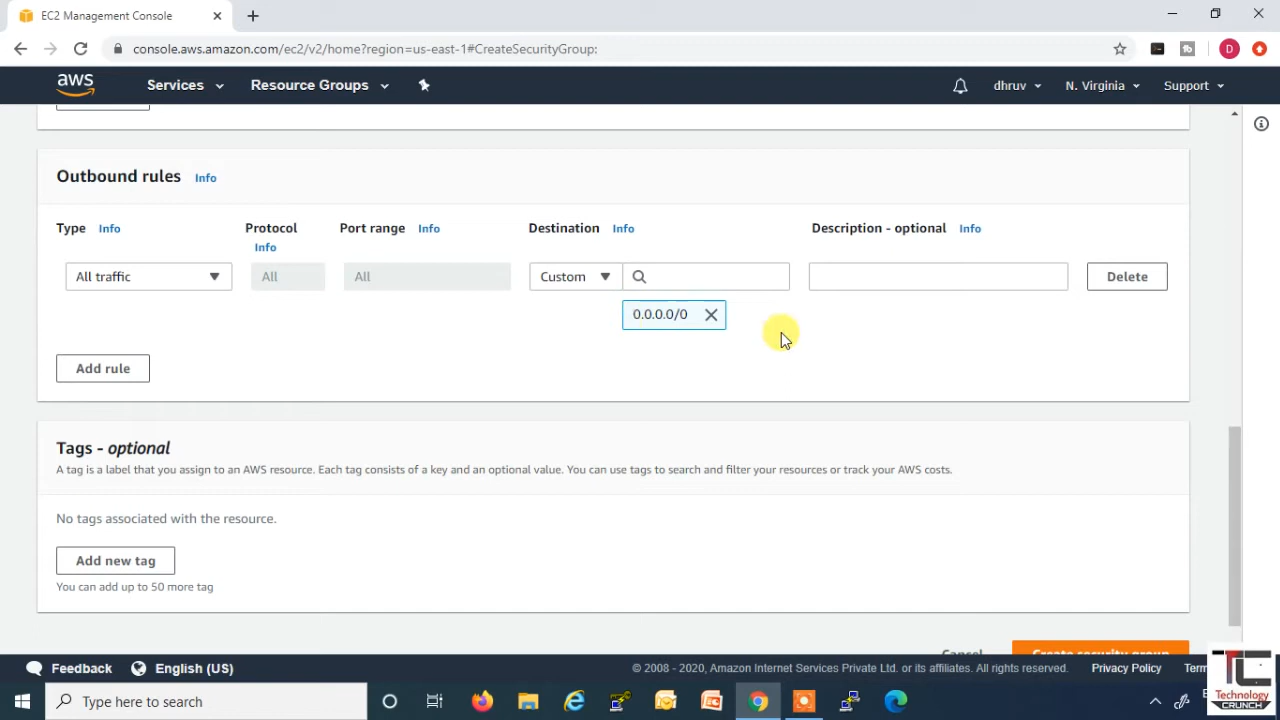 EC2 Management Console
console.aws.amazon.com/ec2/v2/home?region=us-east-1#CreateSecurityGroup:
D
aws Services Resource Groups dhruv N. Virginia Support
Outbound rules Info
Type Info Protocol Info Port range Info Destination Info Description - optional Info
All traffic All All Custom Delete
0.0.0.0/0
Add rule
Tags - optional
A tag is a label that you assign to an AWS resource. Each tag consists of a key and an optional value. You can use tags to search and filter your resources or track your AWS costs.
No tags associated with the resource.
Add new tag
You can add up to 50 more tag
Cancel Create security group
Feedback English (US) © 2008 - 2020, Amazon Internet Services Private Ltd. or its affiliates. All rights reserved. Privacy Policy
Type here to search
TC
Technology
CRUNCH